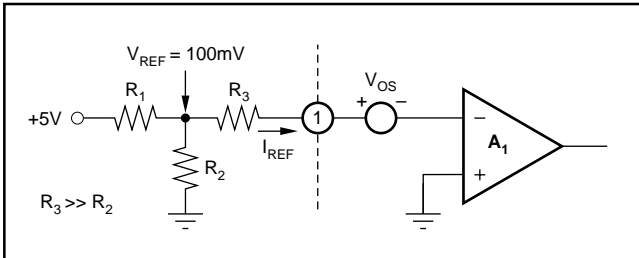 V_REF = 100mV
R_1
R_3
V_OS
+5V
1
+ −
−
A_1
I_REF
R_2
+
R_3 >> R_2